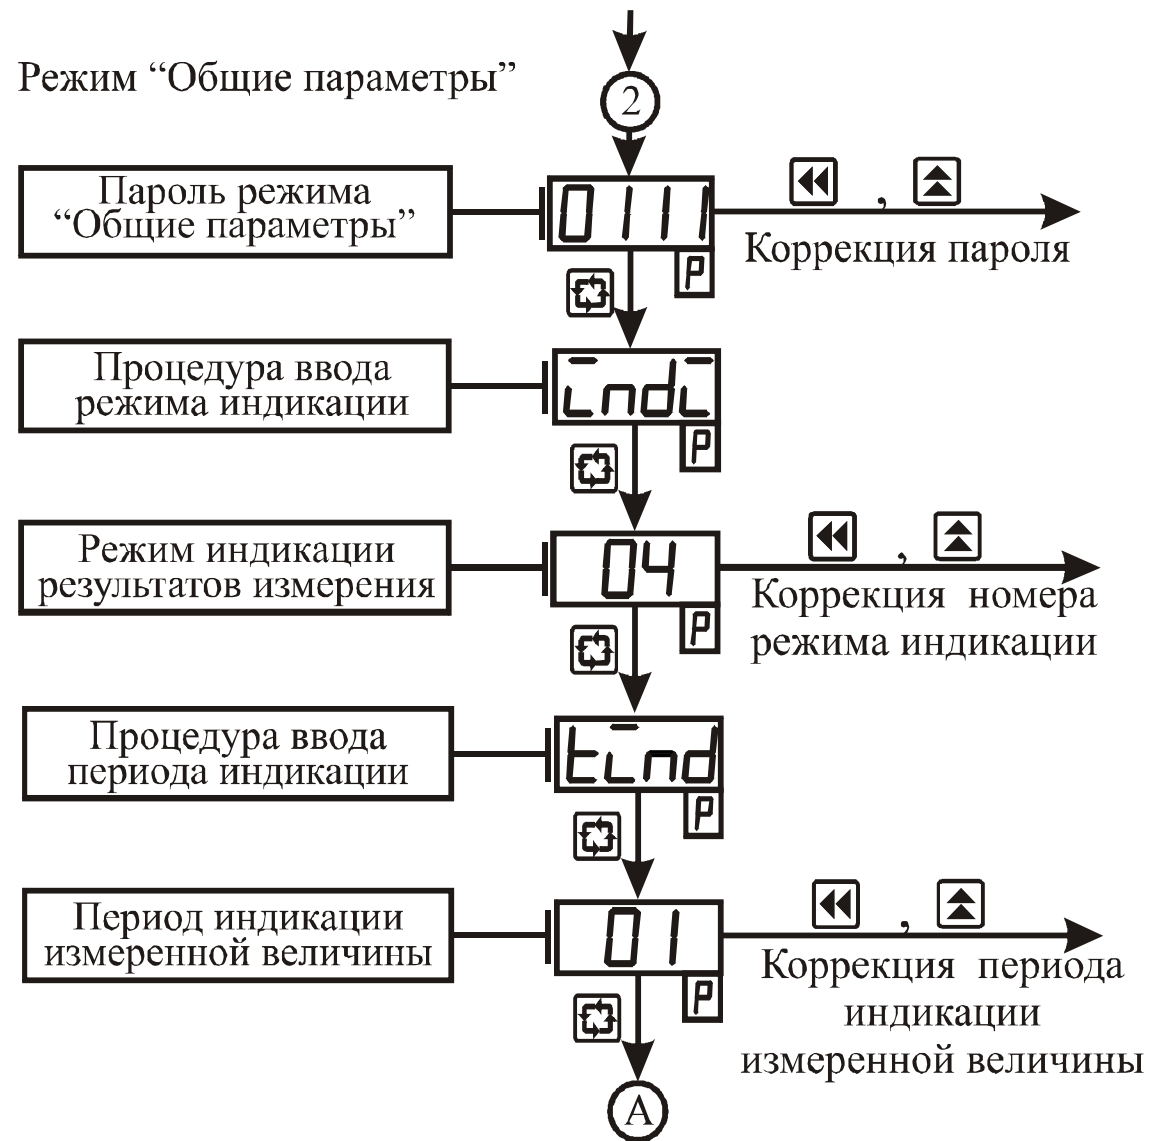 Режим “Общие параметры”
2
Пароль режима
“Общие параметры”
0111
P
,
Коррекция пароля
Процедура ввода
режима индикации
indi
P
Режим индикации
результатов измерения
04
P
,
Коррекция номера
режима индикации
Процедура ввода
периода индикации
tind
P
Период индикации
измеренной величины
01
P
,
Коррекция периода
индикации
измеренной величины
A